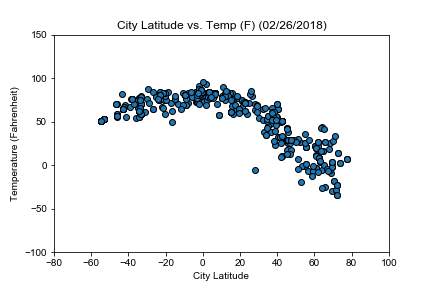 City Latitude vs. Temp (F) (02/26/2018)
150
100
50
0
−50
−100
Temperature (Faltrenheit)
−80 −60 −40 −20 0 20 40 60 80 100
City Latitude